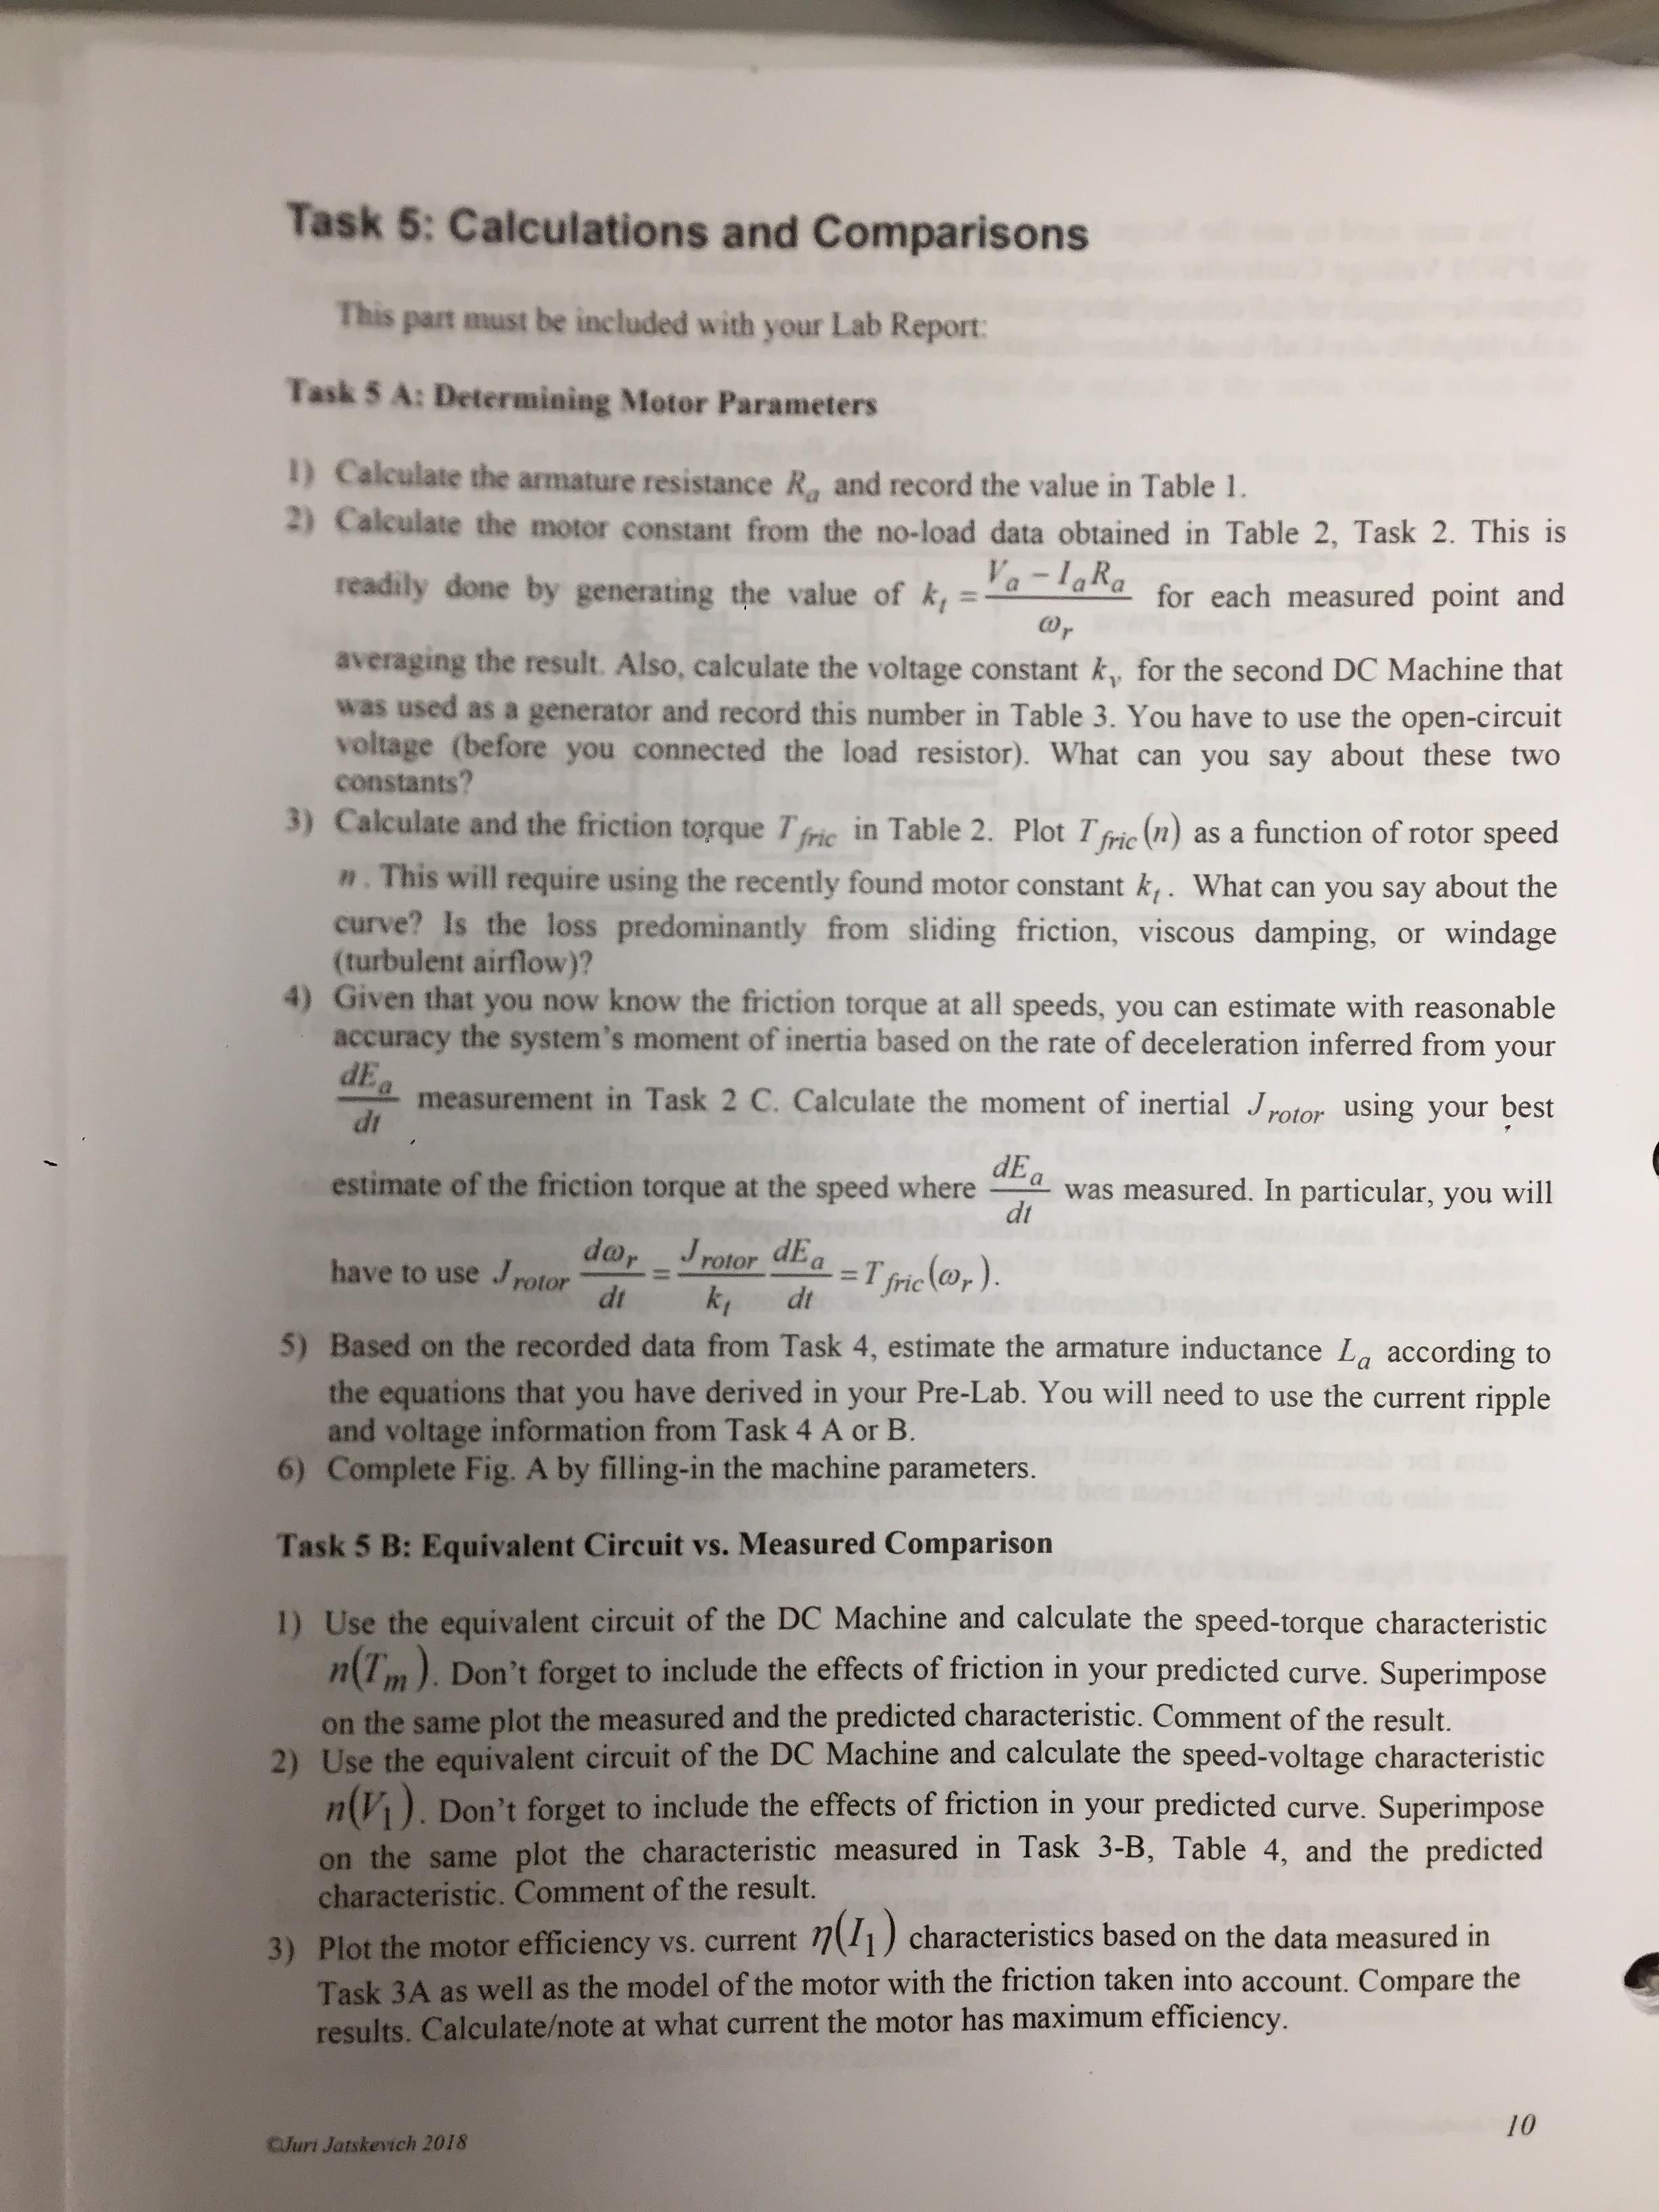 Task 5: Calculations and Comparisons
This part must be included with your Lab Report:
Task 5 A: Determining Motor Parameters
1) Calculate the armature resistance R_a and record the value in Table 1.
2) Calculate the motor constant from the no-load data obtained in Table 2, Task 2. This is
readily done by generating the value of k_t = (V_a - I_a R_a) / ω_r for each measured point and
averaging the result. Also, calculate the voltage constant k_v for the second DC Machine that
was used as a generator and record this number in Table 3. You have to use the open-circuit
voltage (before you connected the load resistor). What can you say about these two
constants?
3) Calculate and the friction torque T_fric in Table 2. Plot T_fric(n) as a function of rotor speed
n. This will require using the recently found motor constant k_t. What can you say about the
curve? Is the loss predominantly from sliding friction, viscous damping, or windage
(turbulent airflow)?
4) Given that you now know the friction torque at all speeds, you can estimate with reasonable
accuracy the system's moment of inertia based on the rate of deceleration inferred from your
dE_a/dt measurement in Task 2 C. Calculate the moment of inertial J_rotor using your best
estimate of the friction torque at the speed where dE_a/dt was measured. In particular, you will
have to use J_rotor dω_r/dt = J_rotor/k_t dE_a/dt = T_fric(ω_r).
5) Based on the recorded data from Task 4, estimate the armature inductance L_a according to
the equations that you have derived in your Pre-Lab. You will need to use the current ripple
and voltage information from Task 4 A or B.
6) Complete Fig. A by filling-in the machine parameters.
Task 5 B: Equivalent Circuit vs. Measured Comparison
1) Use the equivalent circuit of the DC Machine and calculate the speed-torque characteristic
n(T_m). Don't forget to include the effects of friction in your predicted curve. Superimpose
on the same plot the measured and the predicted characteristic. Comment of the result.
2) Use the equivalent circuit of the DC Machine and calculate the speed-voltage characteristic
n(V_1). Don't forget to include the effects of friction in your predicted curve. Superimpose
on the same plot the characteristic measured in Task 3-B, Table 4, and the predicted
characteristic. Comment of the result.
3) Plot the motor efficiency vs. current η(I_1) characteristics based on the data measured in
Task 3A as well as the model of the motor with the friction taken into account. Compare the
results. Calculate/note at what current the motor has maximum efficiency.
©Juri Jatskevich 2018
10